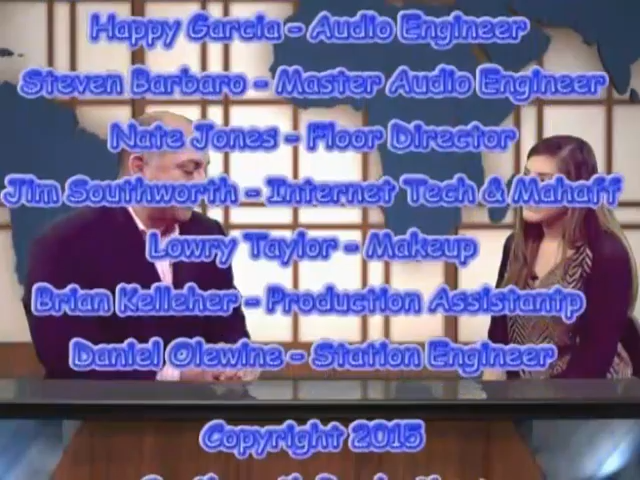 Happy Garcia - Audio Engineer
Steven Barbaro - Master Audio Engineer
Nate Jones - Floor Director
Jim Southworth - Internet Tech & Mahaff
Lowry Taylor - Makeup
Brian Kelleher - Production Assistantp
Daniel Olewine - Station Engineer
Copyright 2015